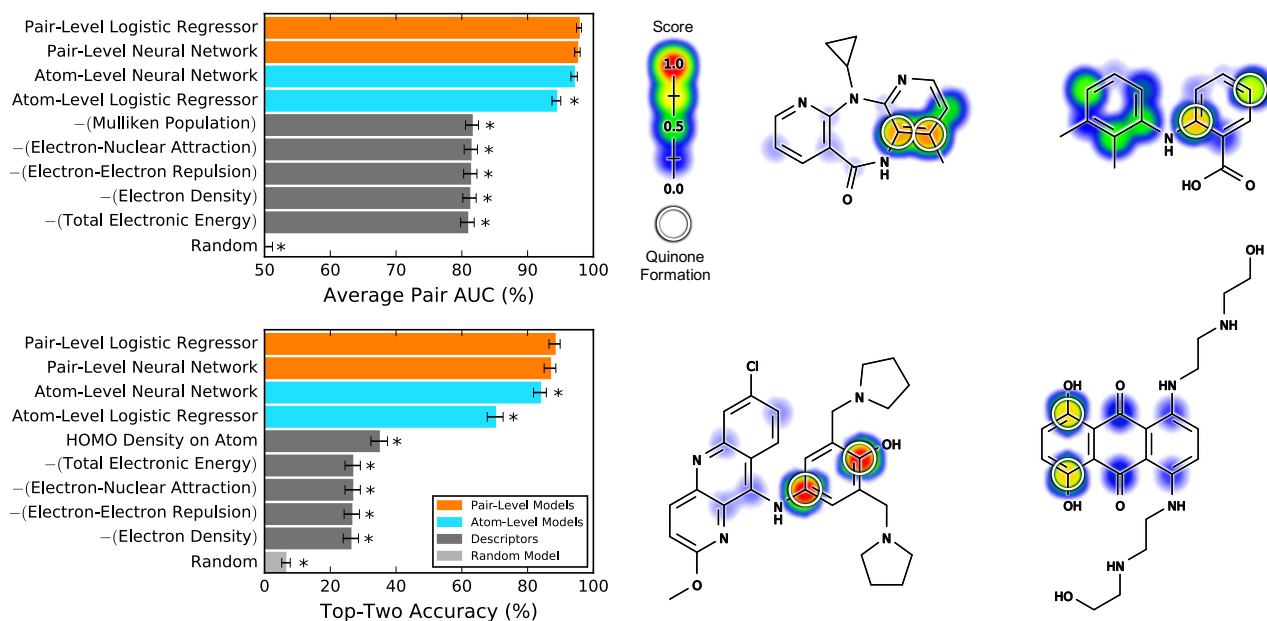 Pair-Level Logistic Regressor
Pair-Level Neural Network
Atom-Level Neural Network
Atom-Level Logistic Regressor
*
−(Mulliken Population)
*
−(Electron-Nuclear Attraction)
*
−(Electron-Electron Repulsion)
*
−(Electron Density)
*
−(Total Electronic Energy)
*
Random
*
50 60 70 80 90 100
Average Pair AUC (%)
Pair-Level Logistic Regressor
Pair-Level Neural Network
Atom-Level Neural Network
*
Atom-Level Logistic Regressor
*
HOMO Density on Atom
*
−(Total Electronic Energy)
*
−(Electron-Nuclear Attraction)
*
−(Electron-Electron Repulsion)
*
−(Electron Density)
*
Random
*
Pair-Level Models
Atom-Level Models
Descriptors
Random Model
0 20 40 60 80 100
Top-Two Accuracy (%)
Score
1.0
0.5
0.0
Quinone
Formation
N
N
N
N
H
O
N
H
HO
O
Cl
N
OH
N
N
H
N
N
O
OH
NH
OH
O
NH
OH
O
NH
HN
HO